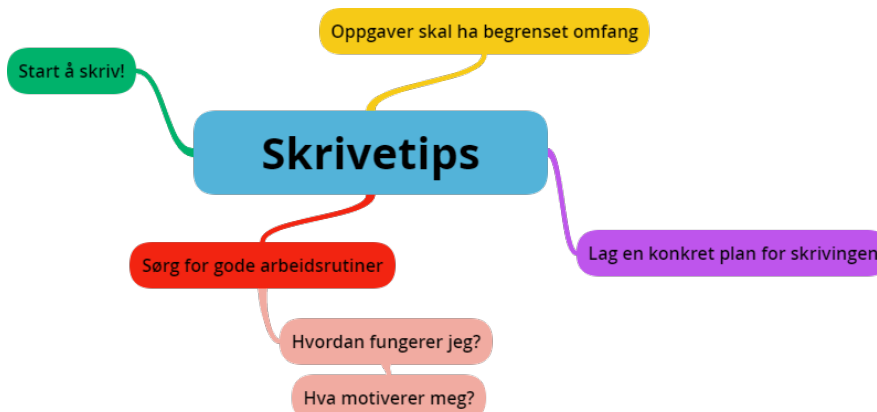 Oppgaver skal ha begrenset omfang
Start å skriv!
Skrivetips
Lag en konkret plan for skrivingen
Sørg for gode arbeidsrutiner
Hvordan fungerer jeg?
Hva motiverer meg?